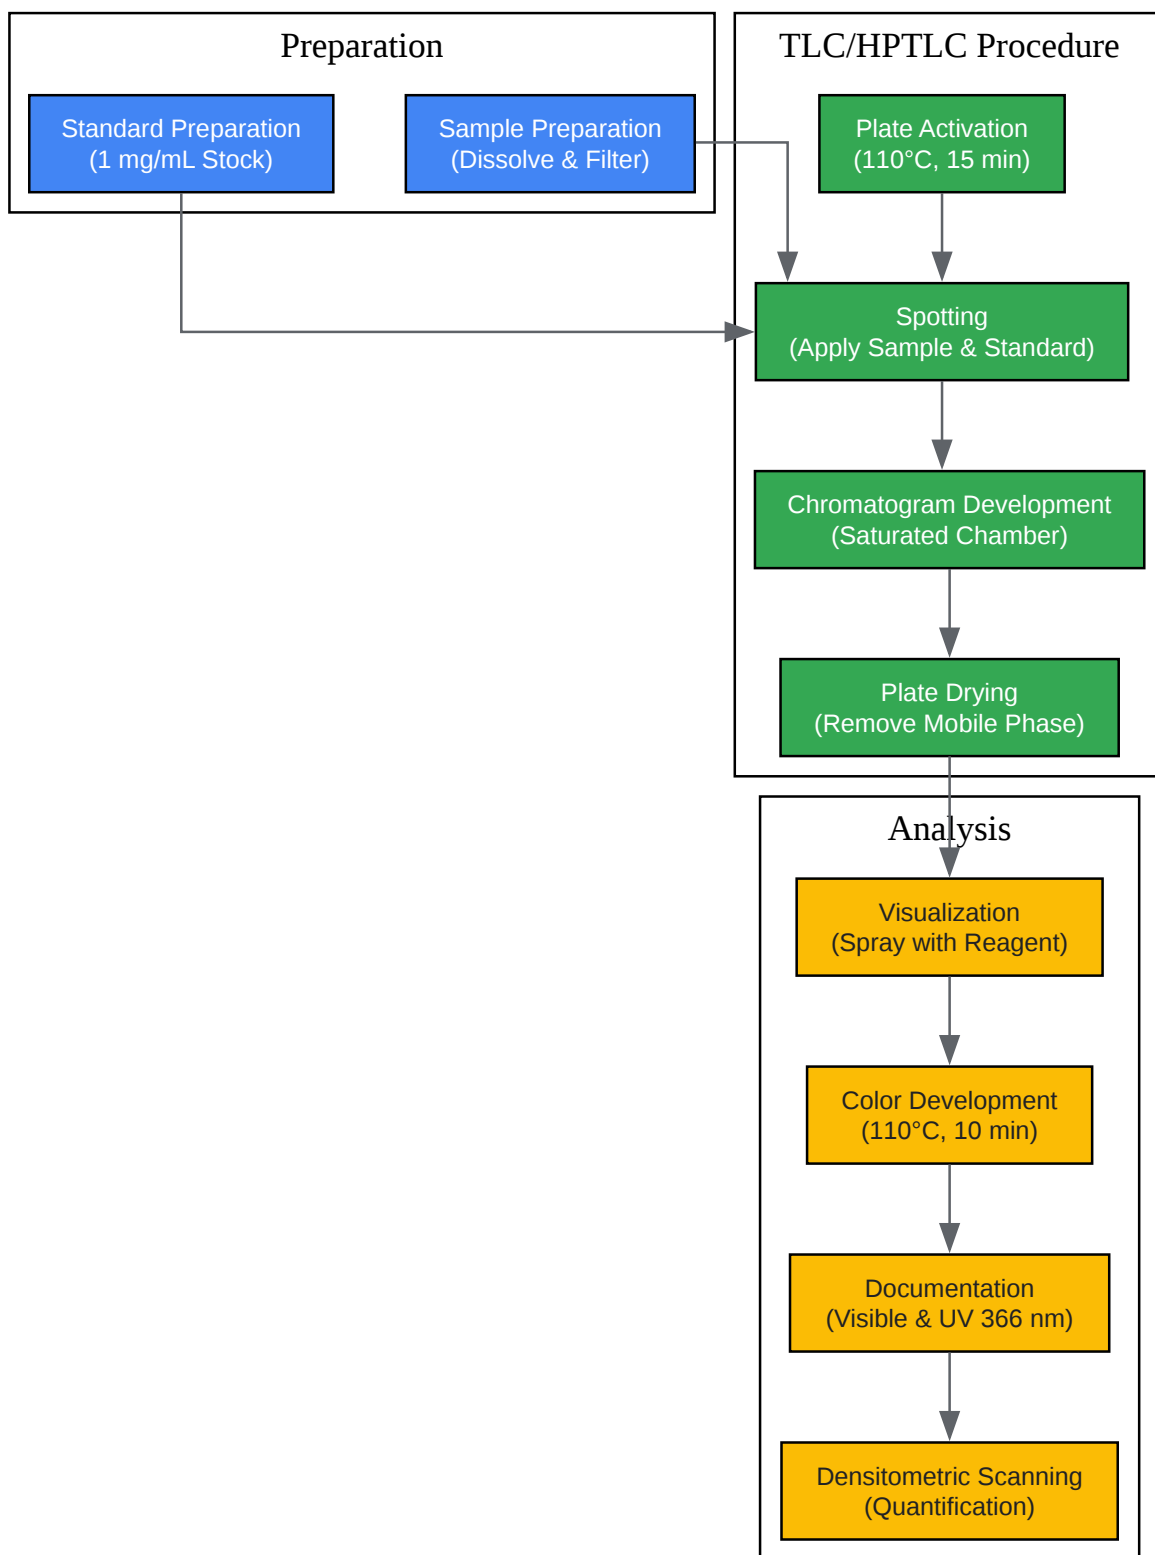 Preparation
Standard Preparation
(1 mg/mL Stock)
Sample Preparation
(Dissolve & Filter)
TLC/HPTLC Procedure
Plate Activation
(110°C, 15 min)
Spotting
(Apply Sample & Standard)
Chromatogram Development
(Saturated Chamber)
Plate Drying
(Remove Mobile Phase)
Analysis
Visualization
(Spray with Reagent)
Color Development
(110°C, 10 min)
Documentation
(Visible & UV 366 nm)
Densitometric Scanning
(Quantification)